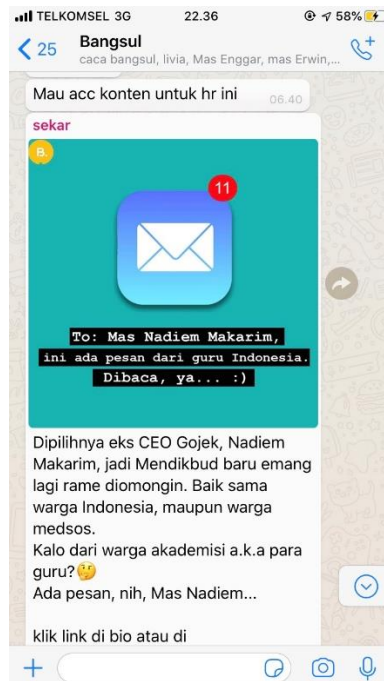 TELKOMSEL 3G 22.36 58%
25 Bangsul
caca bangsul, livia, Mas Enggar, mas Erwin,...
Mau acc konten untuk hr ini 06.40
sekar
B.
11
To: Mas Nadiem Makarim,
ini ada pesan dari guru Indonesia.
Dibaca, ya... :)
Dipilihnya eks CEO Gojek, Nadiem
Makarim, jadi Mendikbud baru emang
lagi rame diomongin. Baik sama
warga Indonesia, maupun warga
medsos.
Kalo dari warga akademisi a.k.a para
guru?🤔
Ada pesan, nih, Mas Nadiem...
klik link di bio atau di